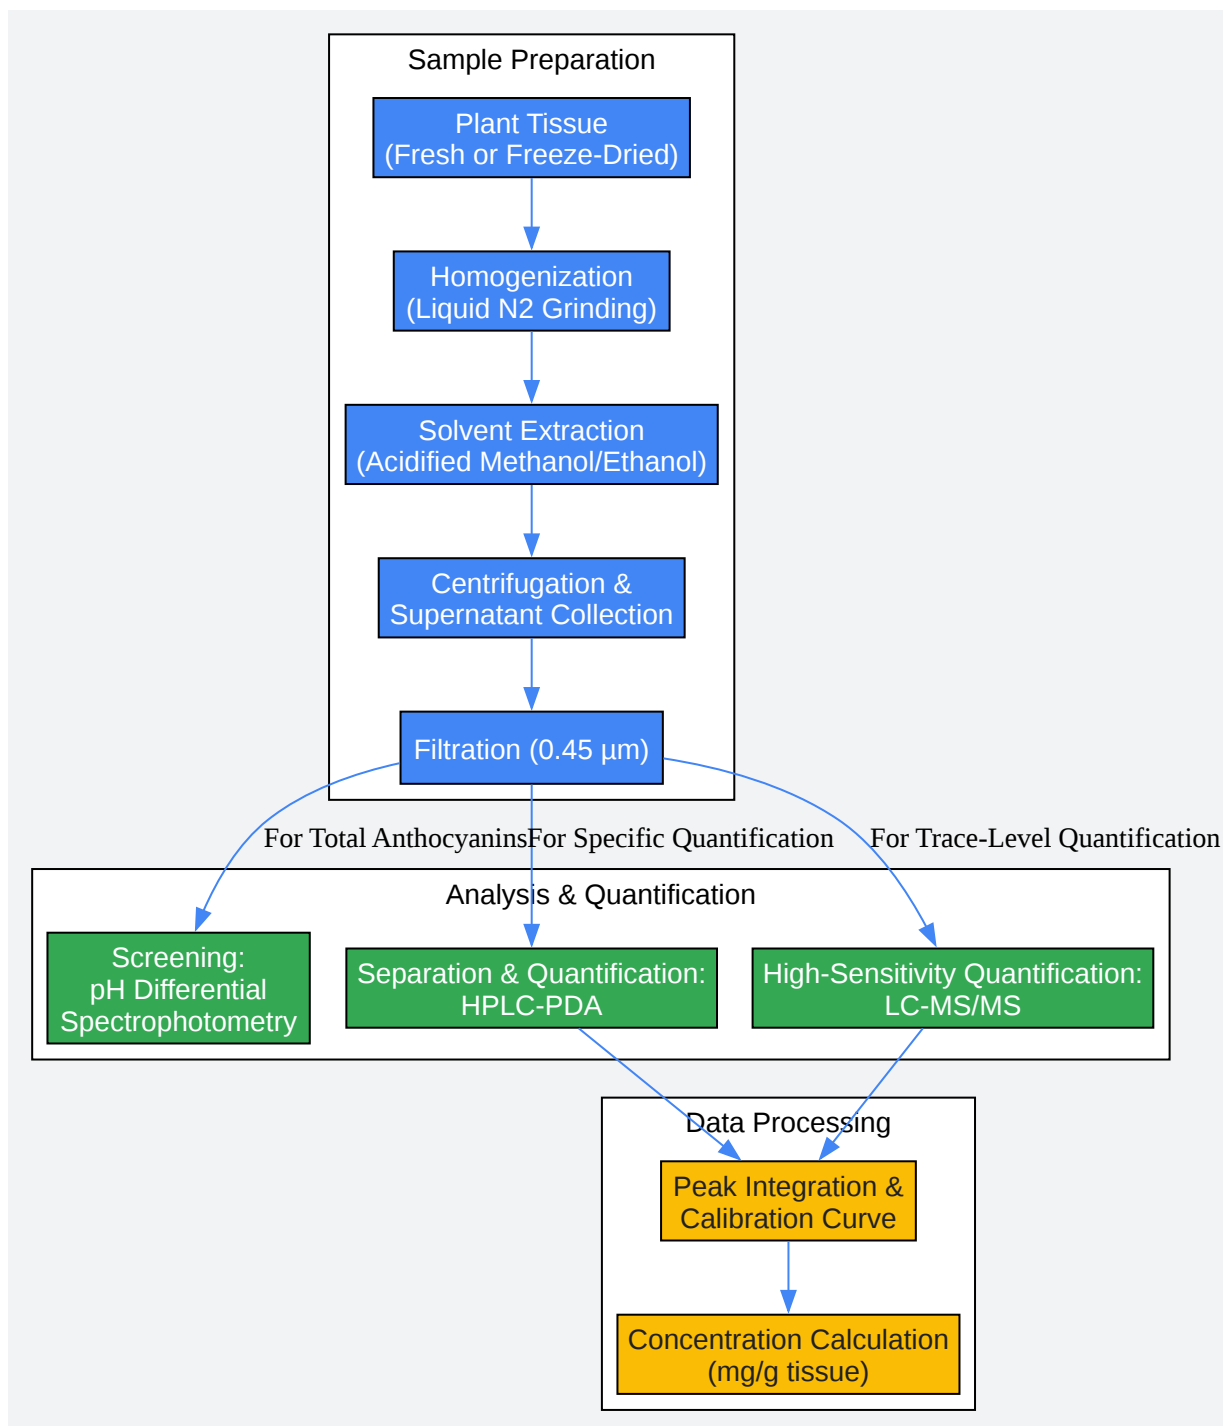 Sample Preparation
Plant Tissue
(Fresh or Freeze-Dried)
Homogenization
(Liquid N2 Grinding)
Solvent Extraction
(Acidified Methanol/Ethanol)
Centrifugation &
Supernatant Collection
Filtration (0.45 µm)
For Total Anthocyanins
For Specific Quantification
For Trace-Level Quantification
Analysis & Quantification
Screening:
pH Differential
Spectrophotometry
Separation & Quantification:
HPLC-PDA
High-Sensitivity Quantification:
LC-MS/MS
Data Processing
Peak Integration &
Calibration Curve
Concentration Calculation
(mg/g tissue)